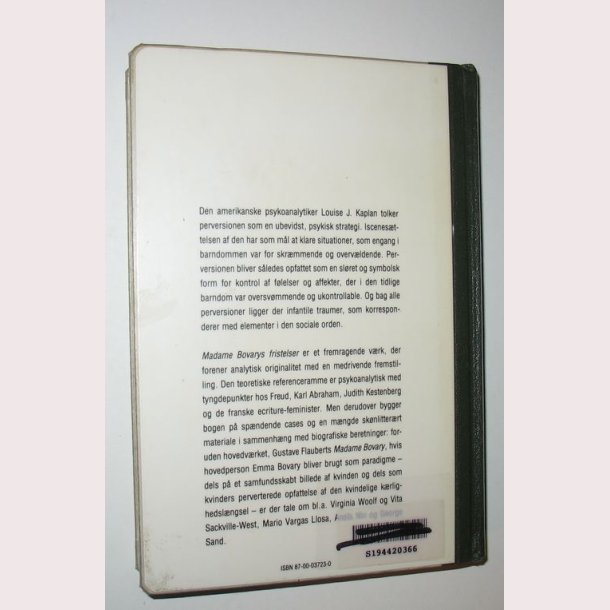 Den amerikanske psykoanalytiker Louise J. Kaplan tolker
perversionen som en ubevidst, psykisk strategi. Iscenesæt-
telsen af den har som mål at klare situationer, som engang i
barndommen var for skræmmende og overvældende. Per-
versionen bliver således opfattet som en sløret og symbolsk
form for kontrol af følelser og affekter, der i den tidlige
barndom var oversvømmende og ukontrollable. Og bag alle
perversioner ligger der infantile traumer, som korrespon-
derer med elementer i den sociale orden.
Madame Bovarys fristelser er et fremragende værk, der
forener analytisk originalitet med en medrivende fremstil-
ling. Den teoretiske referenceramme er psykoanalytisk med
tyngdepunkter hos Freud, Karl Abraham, Judith Kestenberg
og de franske ecriture-feminister. Men derudover bygger
bogen på spændende cases og en mængde skønlitterært
materiale i sammenhæng med biografiske beretninger: for-
uden hovedværket, Gustave Flauberts Madame Bovary, hvis
hovedperson Emma Bovary bliver brugt som paradigme –
dels på et samfundsskabt billede af kvinden og dels som
kvinders perverterede opfattelse af den kvindelige kærlig-
hedslængsel – er der tale om bl.a. Virginia Woolf og Vita
Sackville-West, Mario Vargas Llosa, Anaïs Nin og George
Sand.
S194420366
ISBN 87-00-03723-0